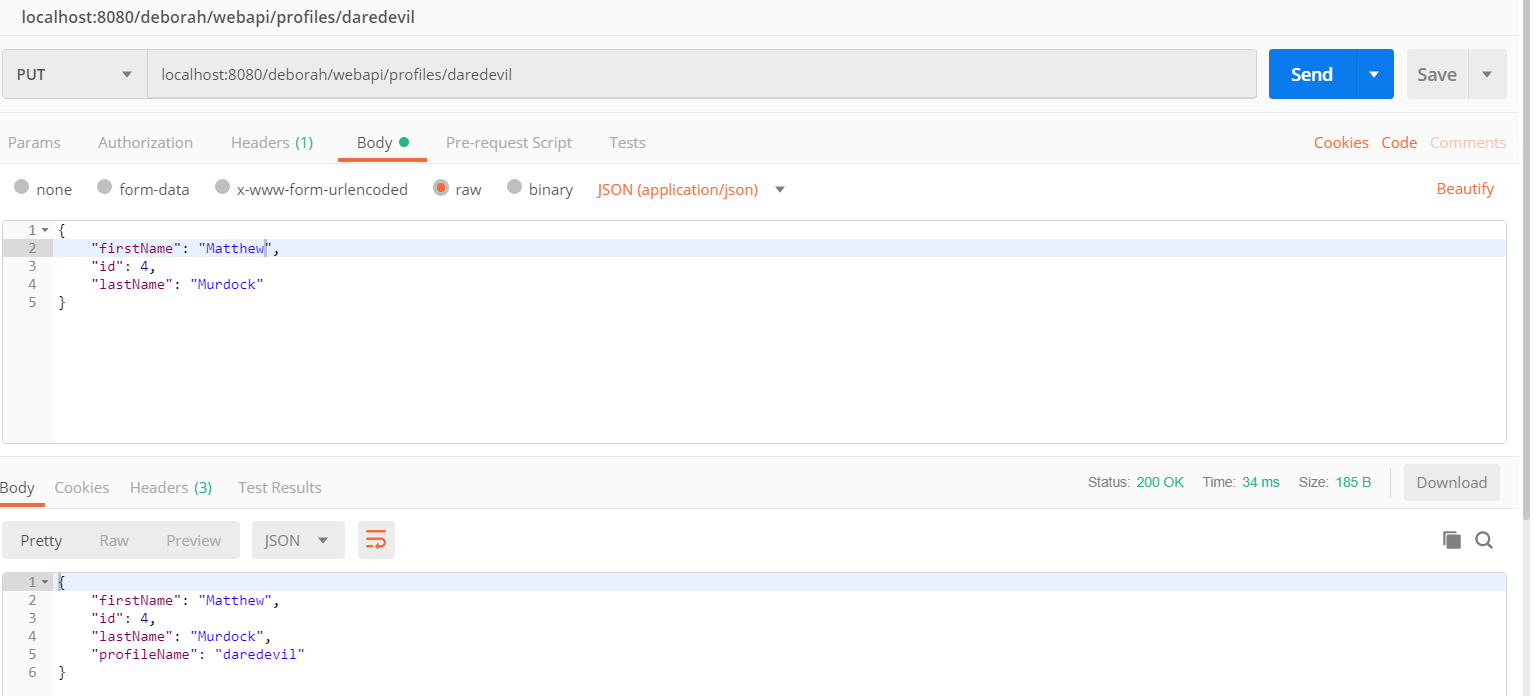 localhost:8080/deborah/webapi/profiles/daredevil
PUT localhost:8080/deborah/webapi/profiles/daredevil Send Save
Params Authorization Headers (1) Body Pre-request Script Tests Cookies Code Comments
none form-data x-www-form-urlencoded raw binary JSON (application/json) Beautify
1 {
2 "firstName": "Matthew",
3 "id": 4,
4 "lastName": "Murdock"
5 }
Body Cookies Headers (3) Test Results Status: 200 OK Time: 34 ms Size: 185 B Download
Pretty Raw Preview JSON
1 {
2 "firstName": "Matthew",
3 "id": 4,
4 "lastName": "Murdock",
5 "profileName": "daredevil"
6 }